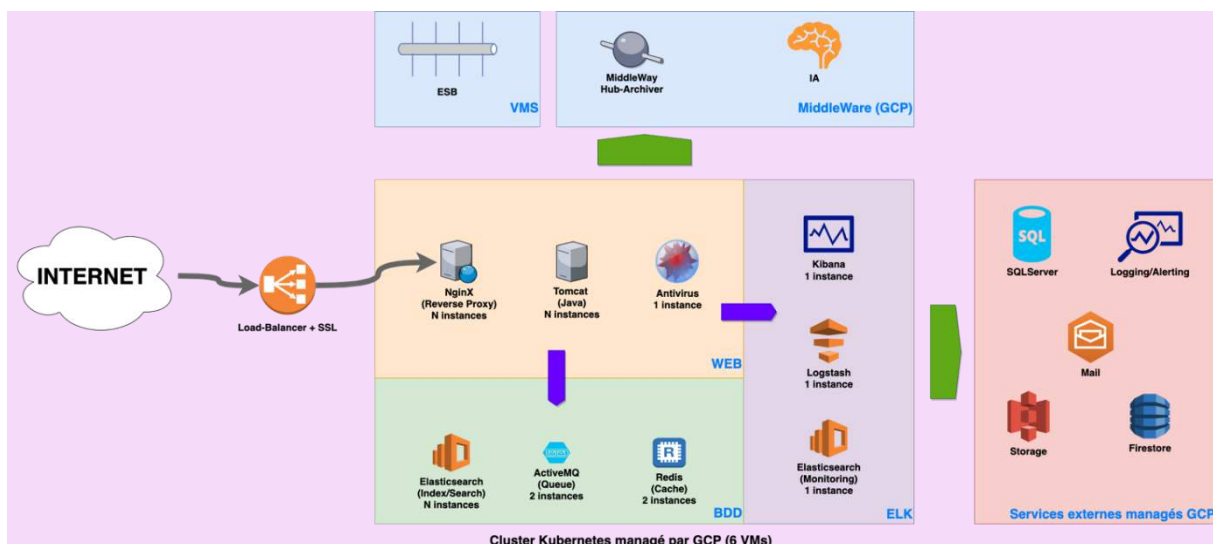 ESB
VMS
MiddleWay
Hub-Archiver
IA
MiddleWare (GCP)
INTERNET
Load-Balancer + SSL
NginX
(Reverse Proxy)
N instances
Tomcat
(Java)
N instances
Antivirus
1 instance
WEB
Kibana
1 instance
Logstash
1 instance
Elasticsearch
(Monitoring)
1 instance
ELK
Elasticsearch
(Index/Search)
N instances
ActiveMQ
(Queue)
2 instances
R
Redis
(Cache)
2 instances
BDD
SQL
SQLServer
Logging/Alerting
Mail
Storage
Firestore
Services externes managés GCP
Cluster Kubernetes managé par GCP (6 VMs)